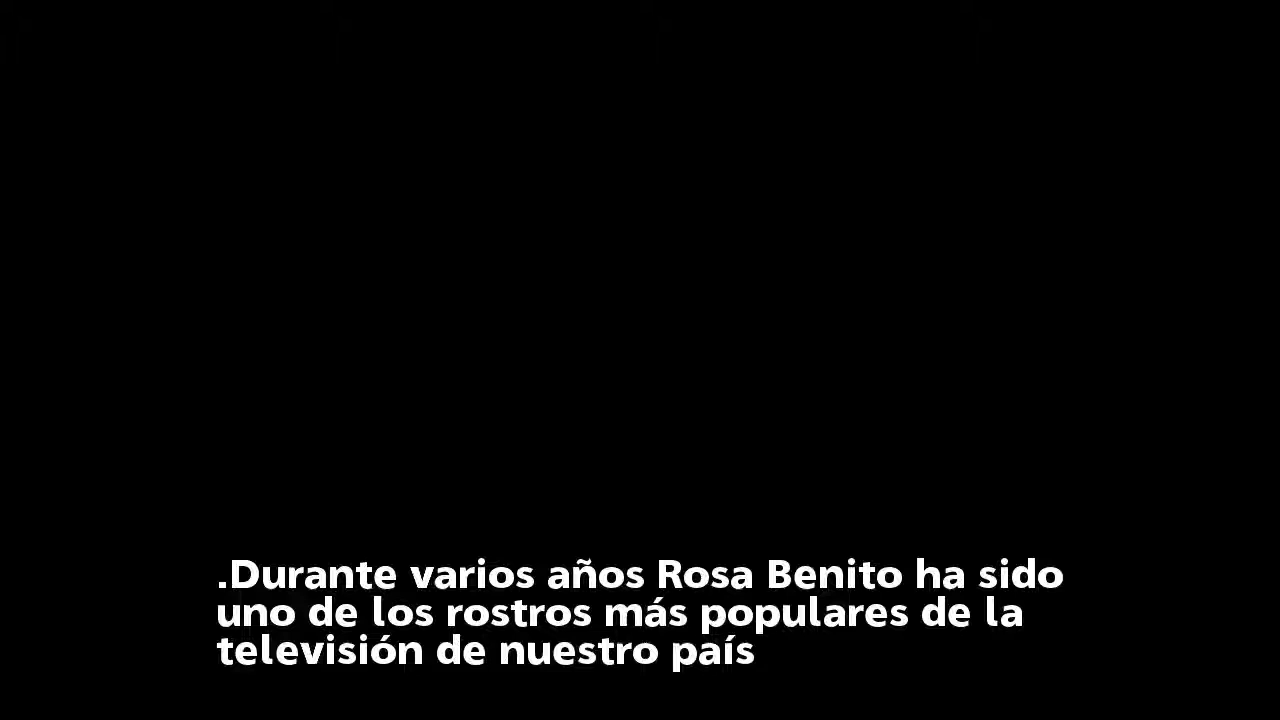 .Durante varios años Rosa Benito ha sido
uno de los rostros más populares de la
televisión de nuestro país